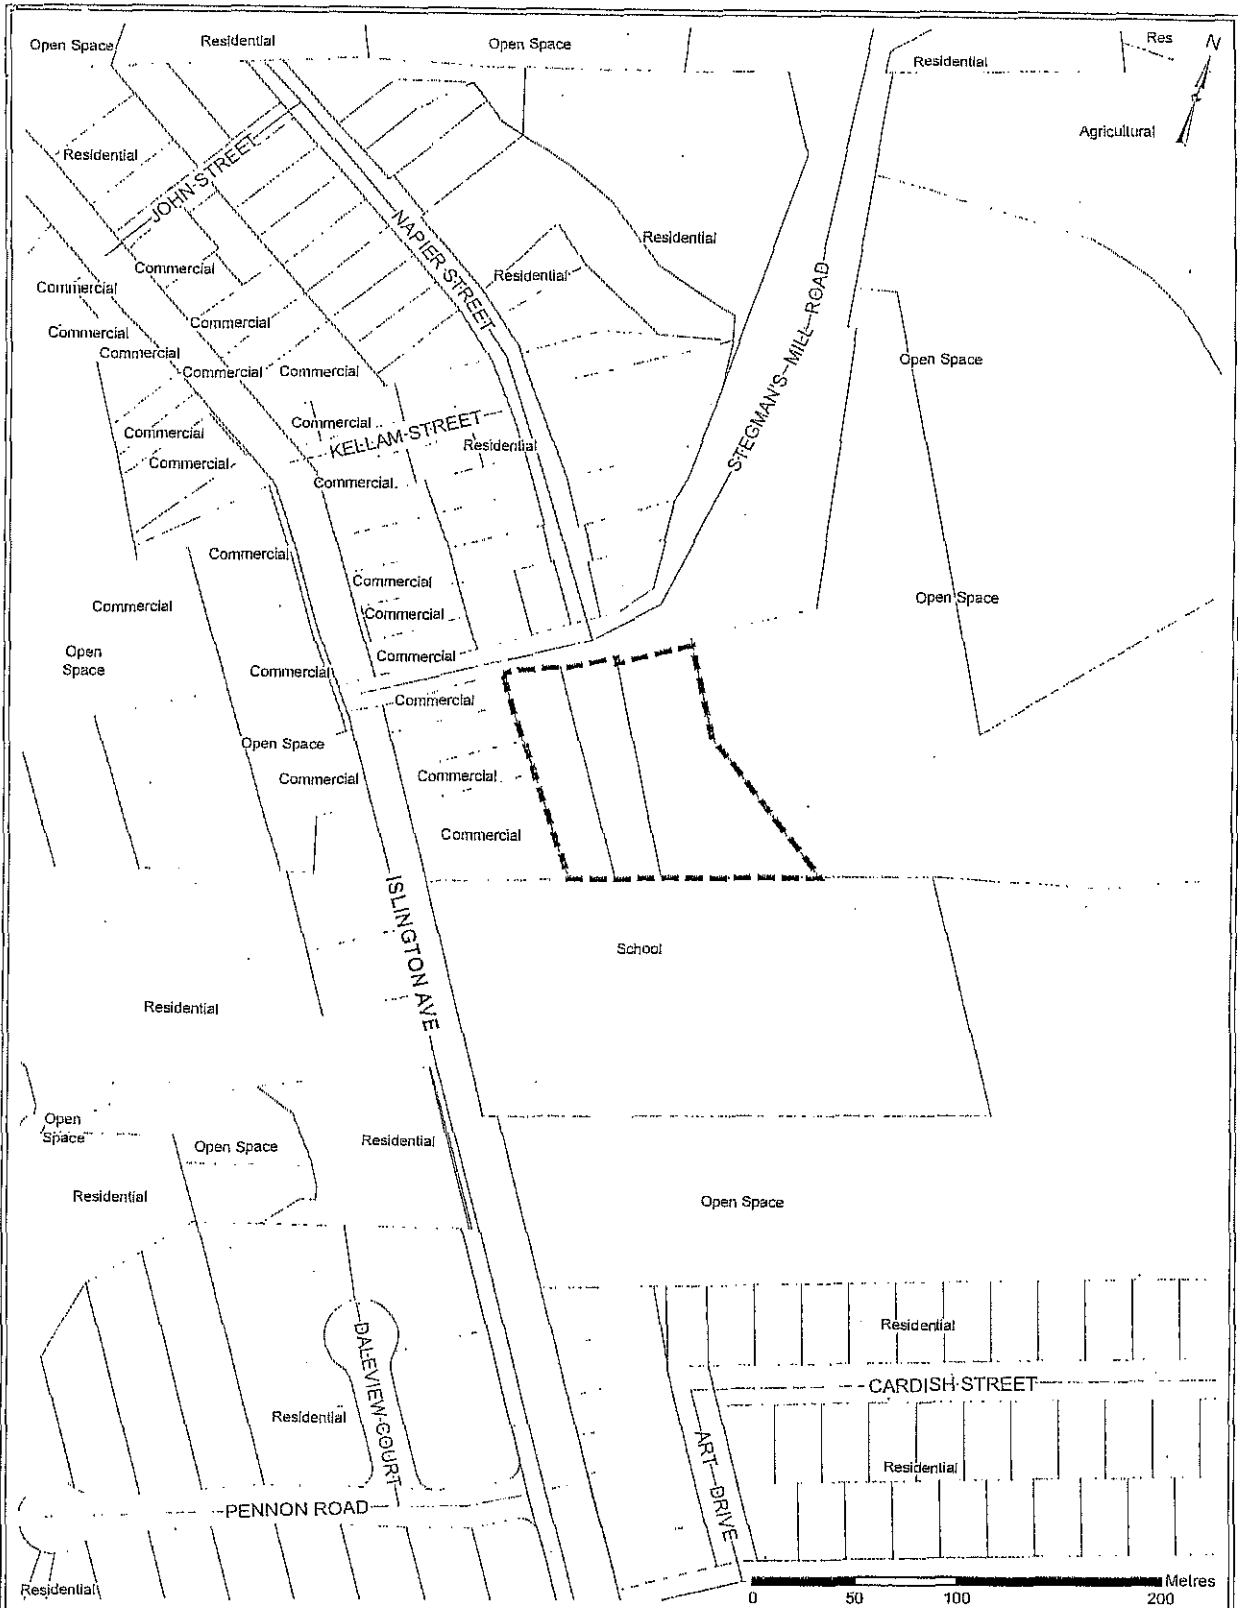 Open Space
Residential
Open Space
Residential
Res
N
Agricultural
Residential
JOHN STREET
NAPIER STREET
Residential
Residential
Commercial
Commercial
Commercial
Commercial
Commercial
Commercial
Commercial
STEGMAN'S MILL ROAD
Open Space
Commercial
KELLAM STREET
Residential
Commercial
Commercial
Commercial
Commercial
Commercial
Commercial
Commercial
Open Space
Open
Space
Commercial
Commercial
Commercial
Commercial
Open Space
Commercial
Commercial
Commercial
ISLINGTON AVE
School
Residential
Open
Space
Open Space
Residential
Residential
Open Space
Residential
DALEVIEW COURT
CARDISH STREET
Residential
ART DRIVE
Residential
PENNON ROAD
Residential
Metres
0 50 100 200